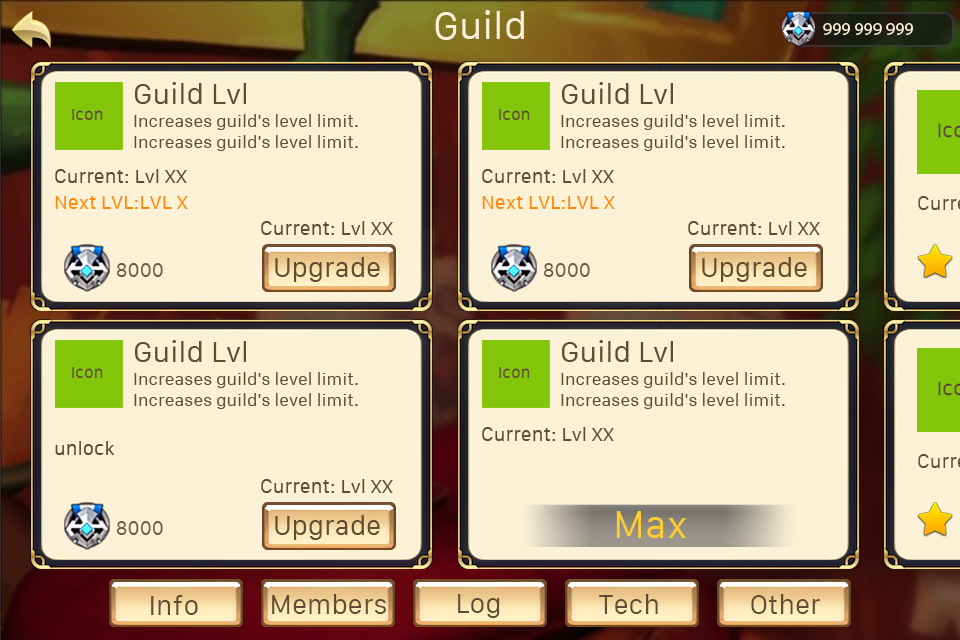 Guild
999 999 999
Icon
Guild Lvl
Increases guild's level limit.
Increases guild's level limit.
Current: Lvl XX
Next LVL:LVL X
Current: Lvl XX
8000
Upgrade
Icon
Guild Lvl
Increases guild's level limit.
Increases guild's level limit.
Current: Lvl XX
Next LVL:LVL X
Current: Lvl XX
8000
Upgrade
Icon
Guild Lvl
Increases guild's level limit.
Increases guild's level limit.
unlock
Current: Lvl XX
8000
Upgrade
Icon
Guild Lvl
Increases guild's level limit.
Increases guild's level limit.
Current: Lvl XX
Max
Info
Members
Log
Tech
Other